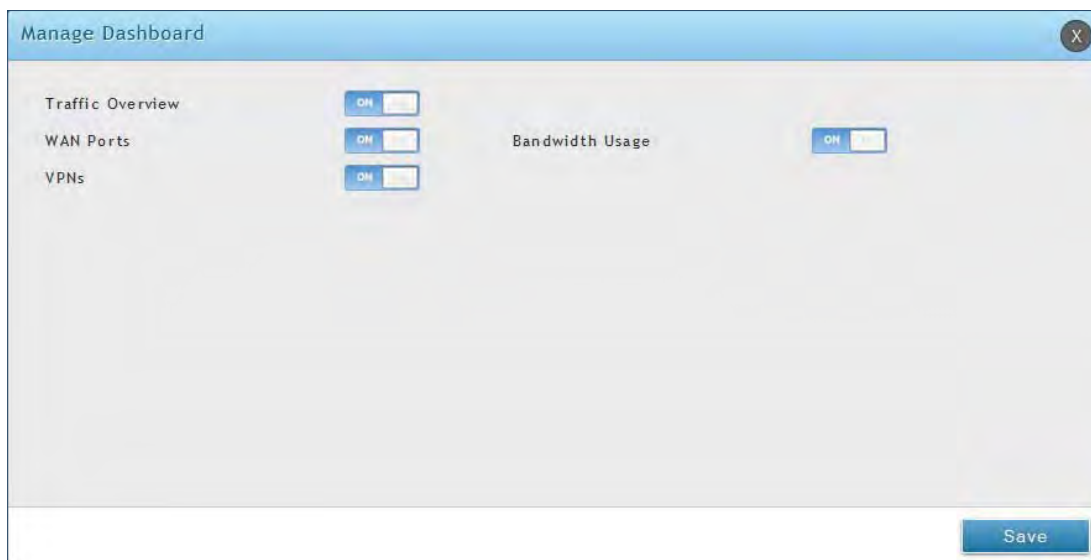 Manage Dashboard
X
Traffic Overview ON
WAN Ports ON Bandwidth Usage ON
VPNs ON
Save